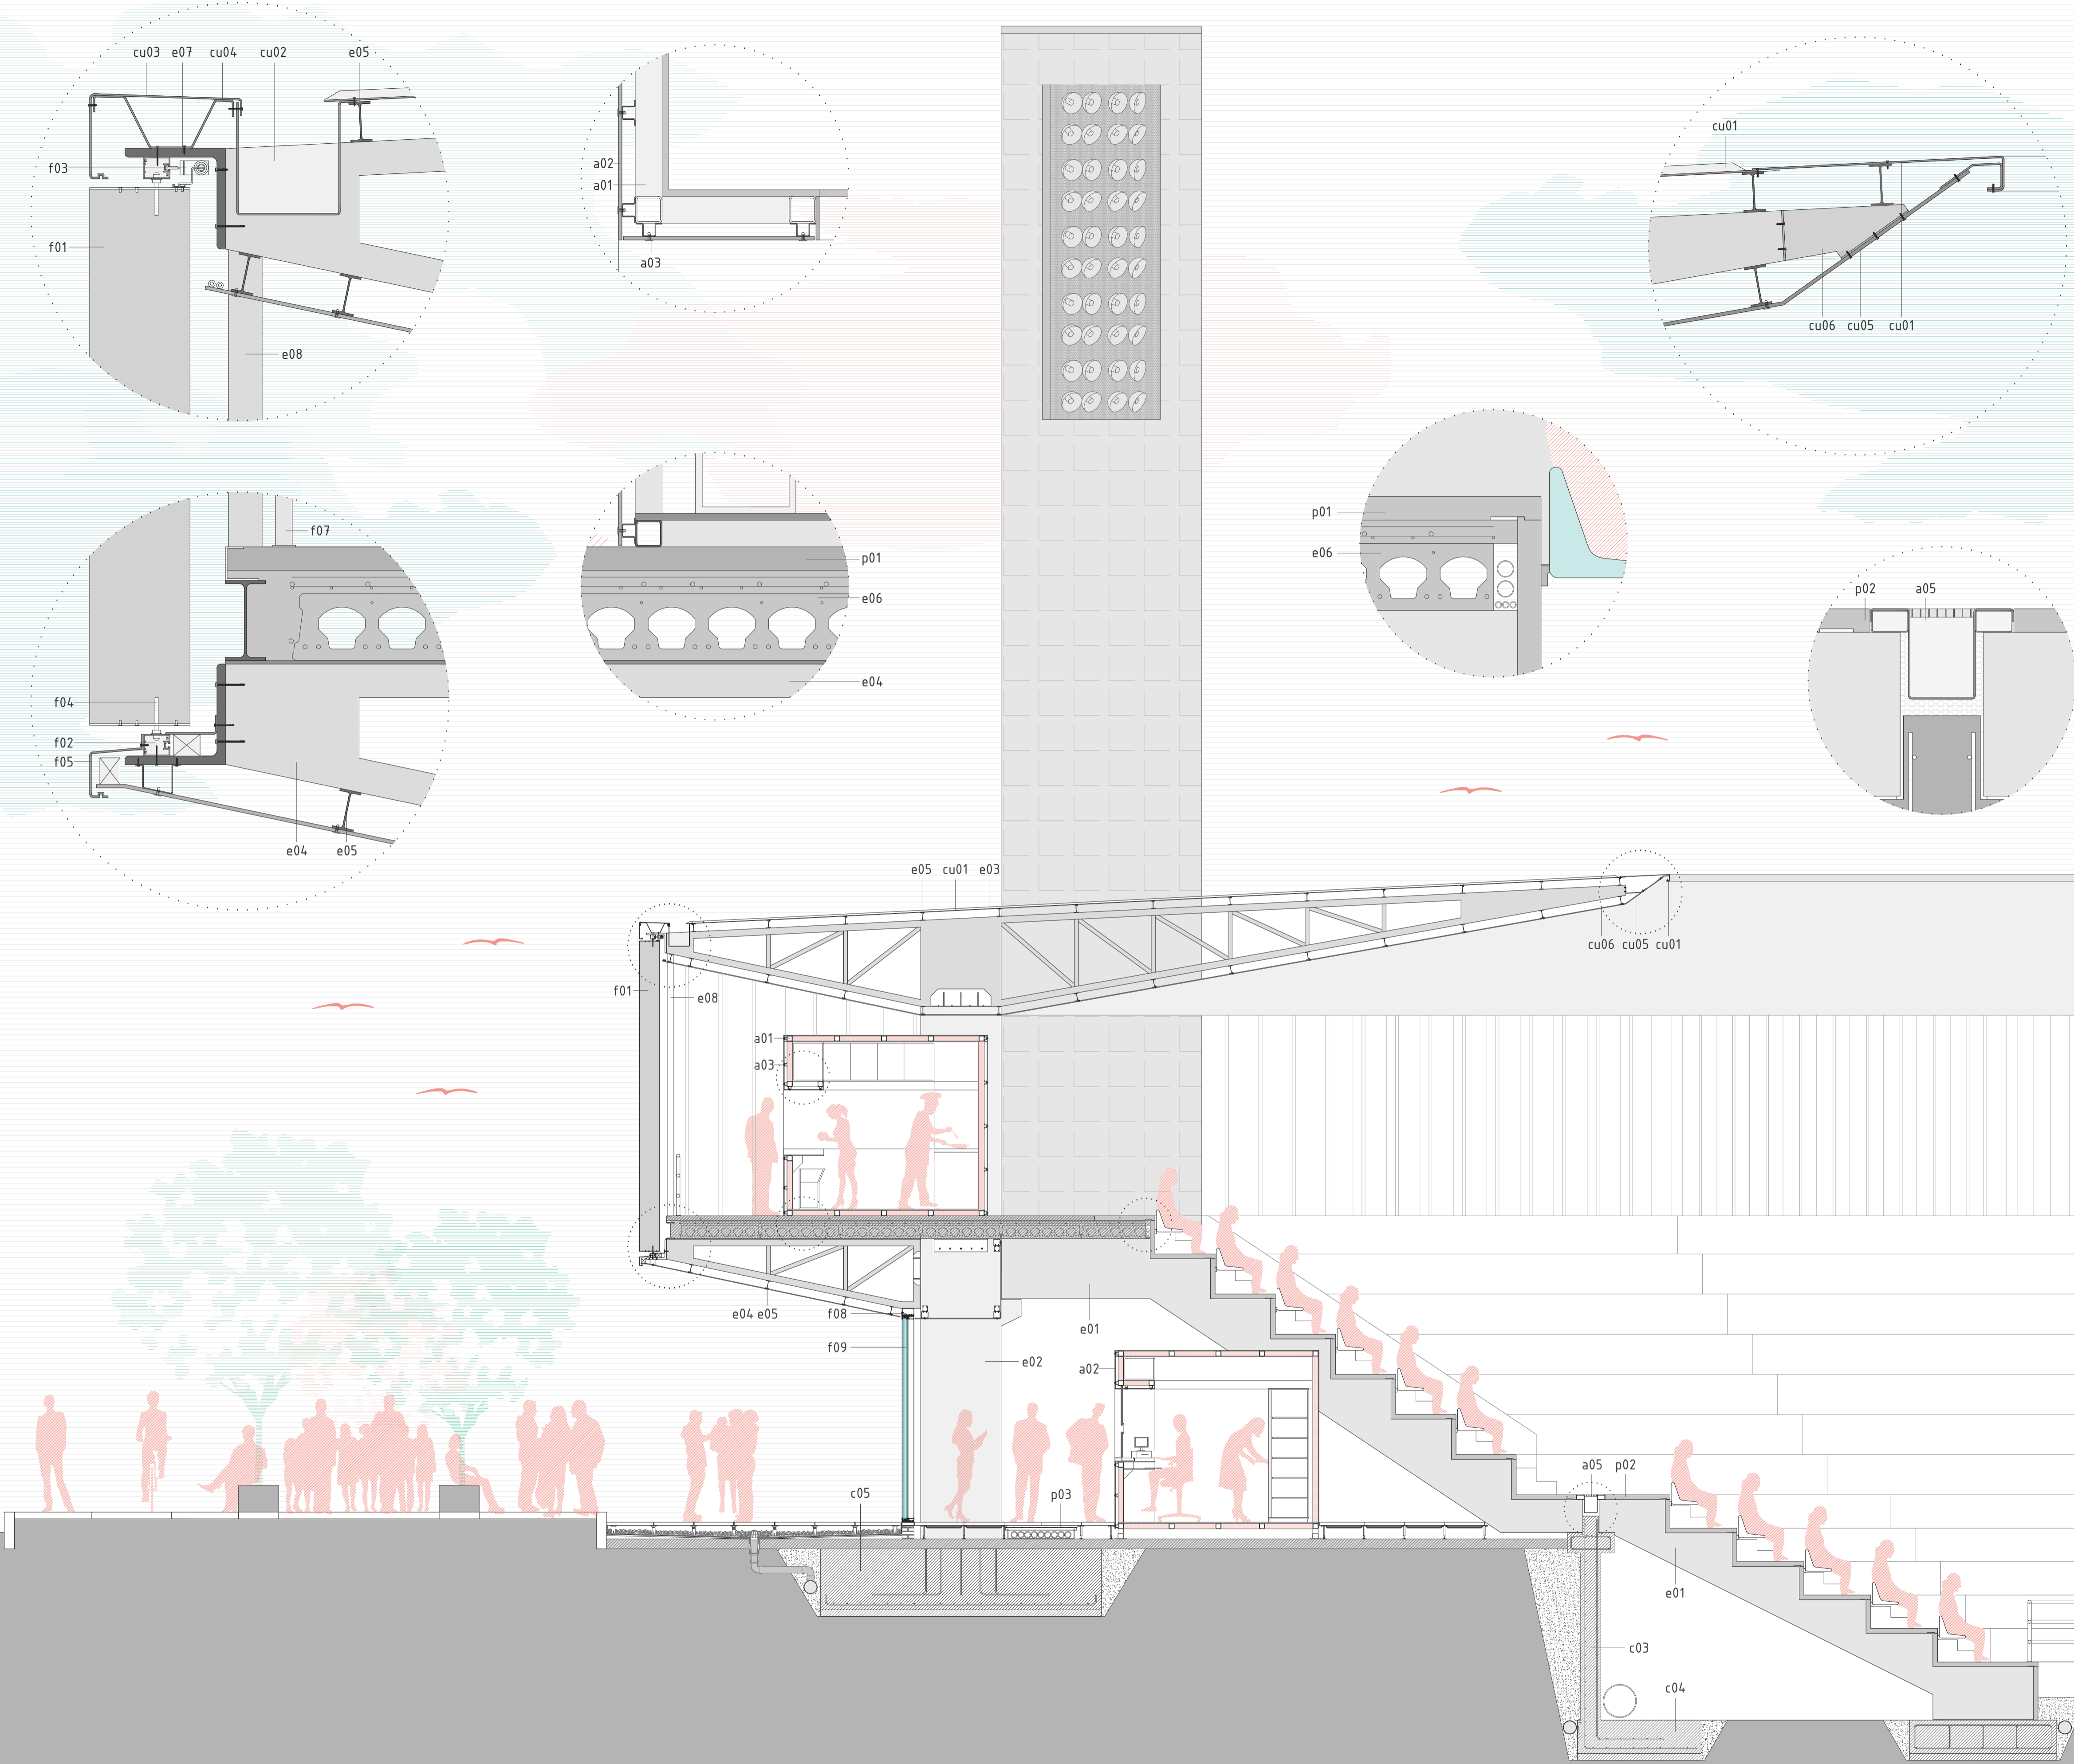 cu03 e07 cu04 cu02 e05
f03
f01
e08
a02
a01
a03
cu01
cu06 cu05 cu01
f07
f04
f02
f05
e04 e05
p01
e06
e04
p01
e06
p02 a05
e05 cu01 e03
cu06 cu05 cu01
f01
e08
a01
a03
e04 e05
f08
f09
e01
e02
a02
c05
p03
a05 p02
e01
c03
c04